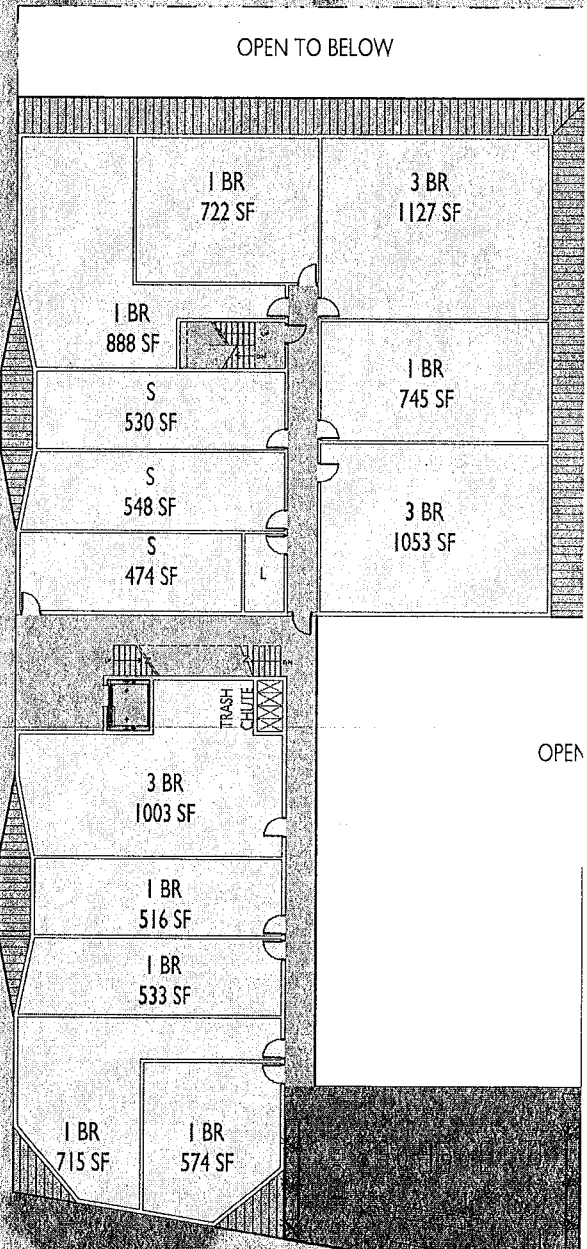 OPEN TO BELOW
1 BR
722 SF
3 BR
1127 SF
1 BR
888 SF
1 BR
745 SF
S
530 SF
S
548 SF
3 BR
1053 SF
S
474 SF
L
TRASH
CHUTE
OPEN
3 BR
1003 SF
1 BR
516 SF
1 BR
533 SF
1 BR
715 SF
1 BR
574 SF